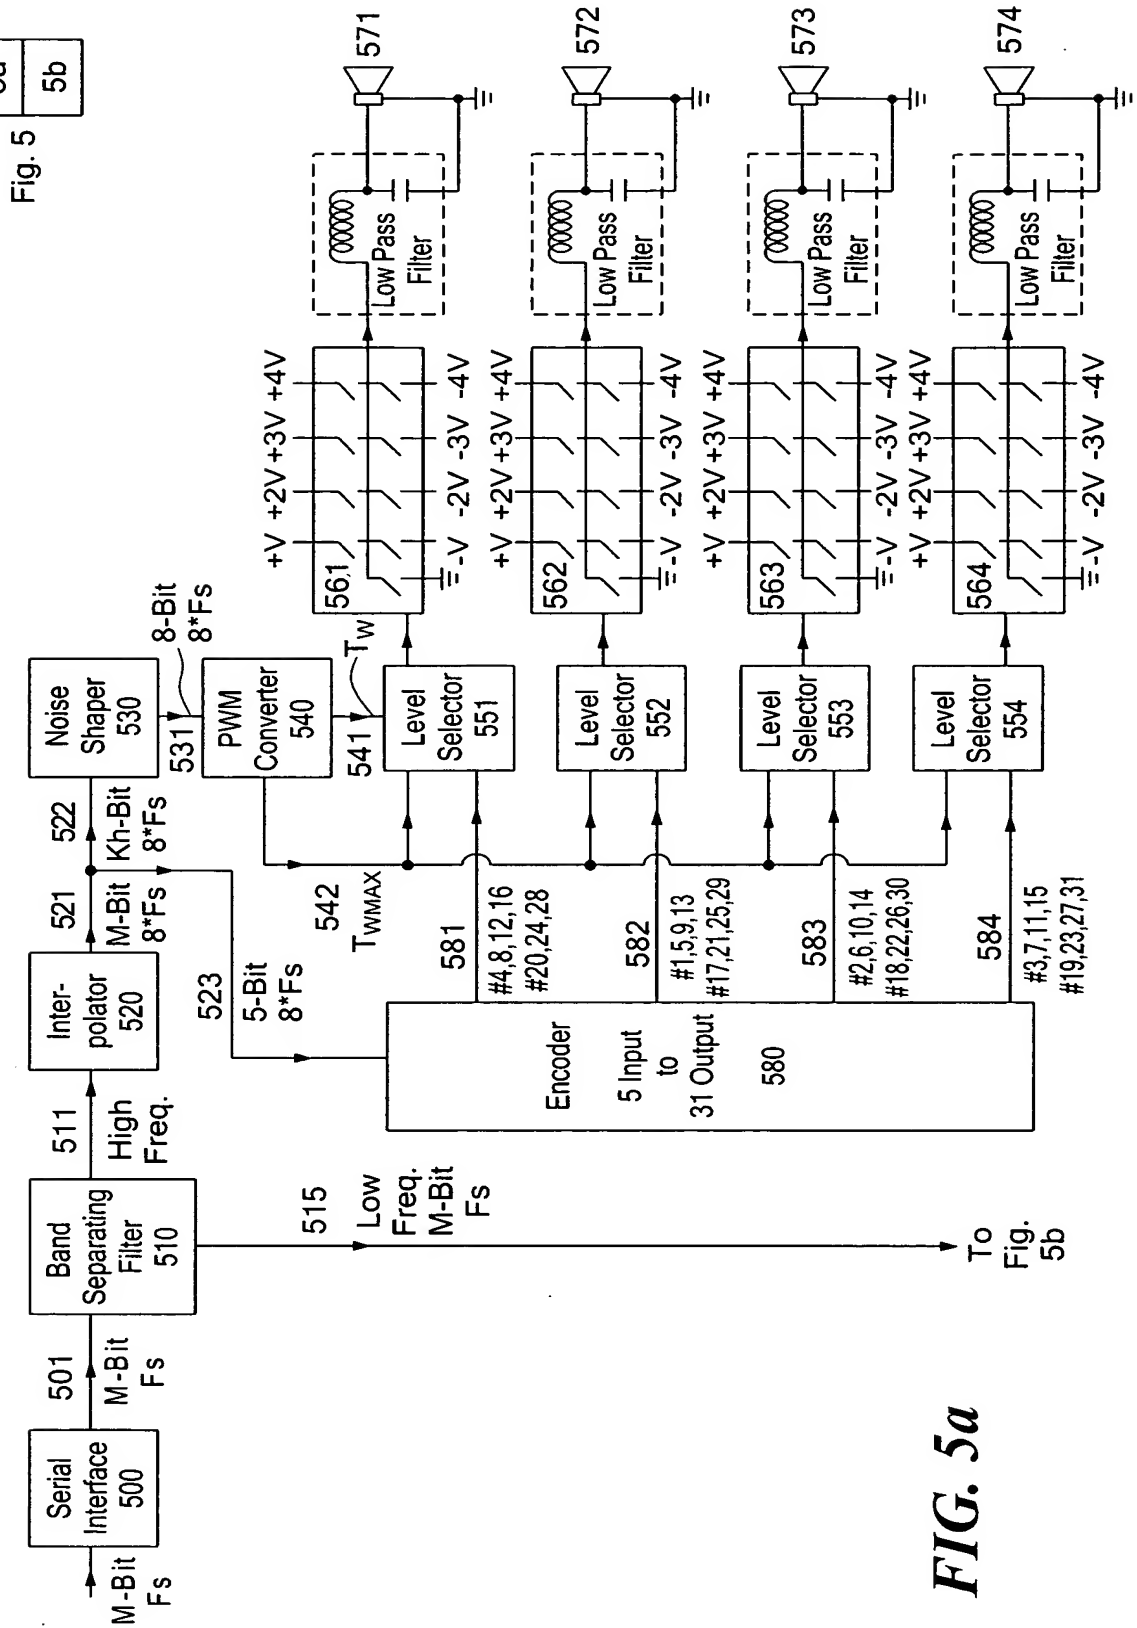 5b
Fig. 5
M-Bit
Fs
Serial
Interface
500
501
M-Bit
Fs
Band
Separating
Filter
510
511
High
Freq.
515
Low
Freq.
M-Bit
Fs
To
Fig.
5b
Inter-
polator
520
521
M-Bit
8*Fs
522
Kh-Bit
8*Fs
523
5-Bit
8*Fs
Noise
Shaper
530
531
8-Bit
8*Fs
PWM
Converter
540
541
TW
542
TWMAX
Encoder
5 Input
to
31 Output
580
581
#4,8,12,16
#20,24,28
582
#1,5,9,13
#17,21,25,29
583
#2,6,10,14
#18,22,26,30
584
#3,7,11,15
#19,23,27,31
Level
Selector
551
Level
Selector
552
Level
Selector
553
Level
Selector
554
+V +2V +3V +4V
561
-V -2V -3V -4V
Low Pass
Filter
571
+V +2V +3V +4V
562
-V -2V -3V -4V
Low Pass
Filter
572
+V +2V +3V +4V
563
-V -2V -3V -4V
Low Pass
Filter
573
+V +2V +3V +4V
564
-V -2V -3V -4V
Low Pass
Filter
574
FIG. 5a